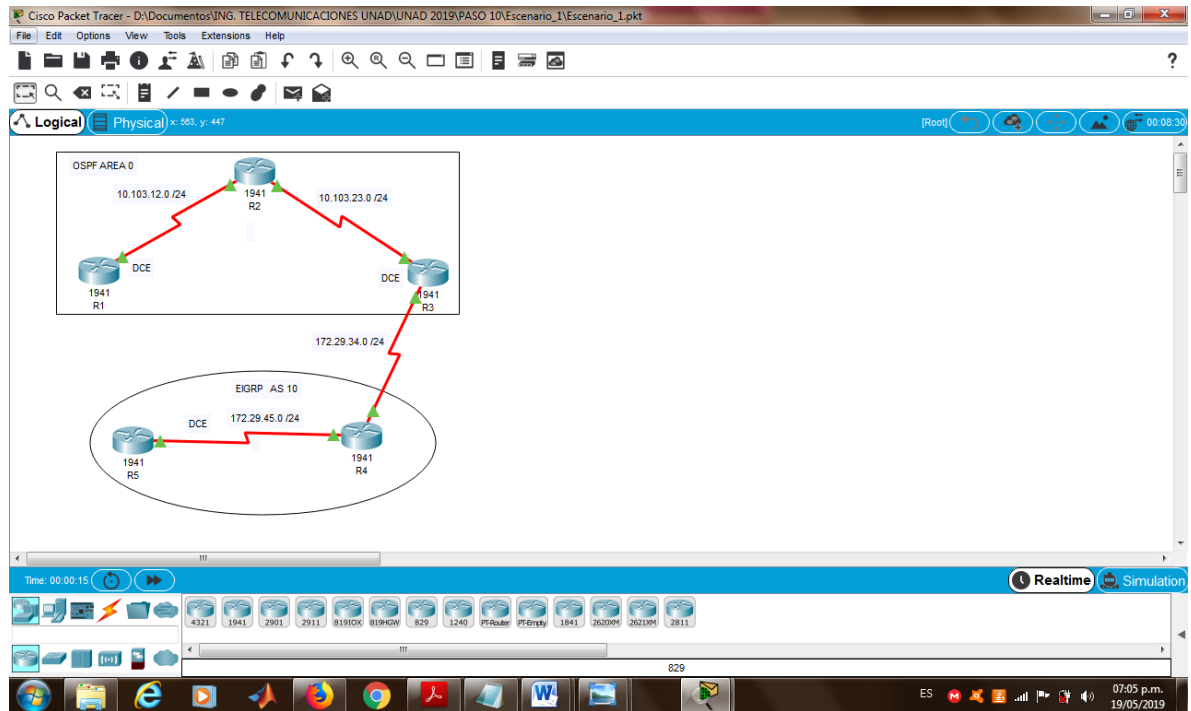 Cisco Packet Tracer - D:\Documentos\ING. TELECOMUNICACIONES UNAD\UNAD 2019\PASO 10\Escenario_1\Escenario_1.pkt
File Edit Options View Tools Extensions Help
?
Logical Physical x: 563, y: 447 [Root] 00:08:30
OSPF AREA 0
10.103.12.0 /24
1941
R2
10.103.23.0 /24
DCE
1941
R1
DCE
1941
R3
172.29.34.0 /24
EIGRP AS 10
DCE
172.29.45.0 /24
1941
R5
1941
R4
Time: 00:00:15 Realtime Simulation
4321 1941 2901 2911 819IOX 819HGW 829 1240 PT-Router PT-Empty 1841 2620XM 2621XM 2811
829
ES 07:05 p.m.
19/05/2019